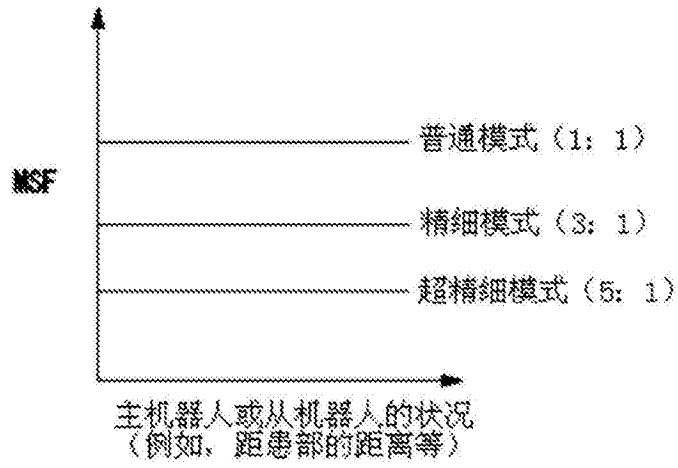 普通模式（1：1）
MSF
精细模式（3：1）
超精细模式（5：1）
主机器人或从机器人的状况
（例如、距患部的距离等）